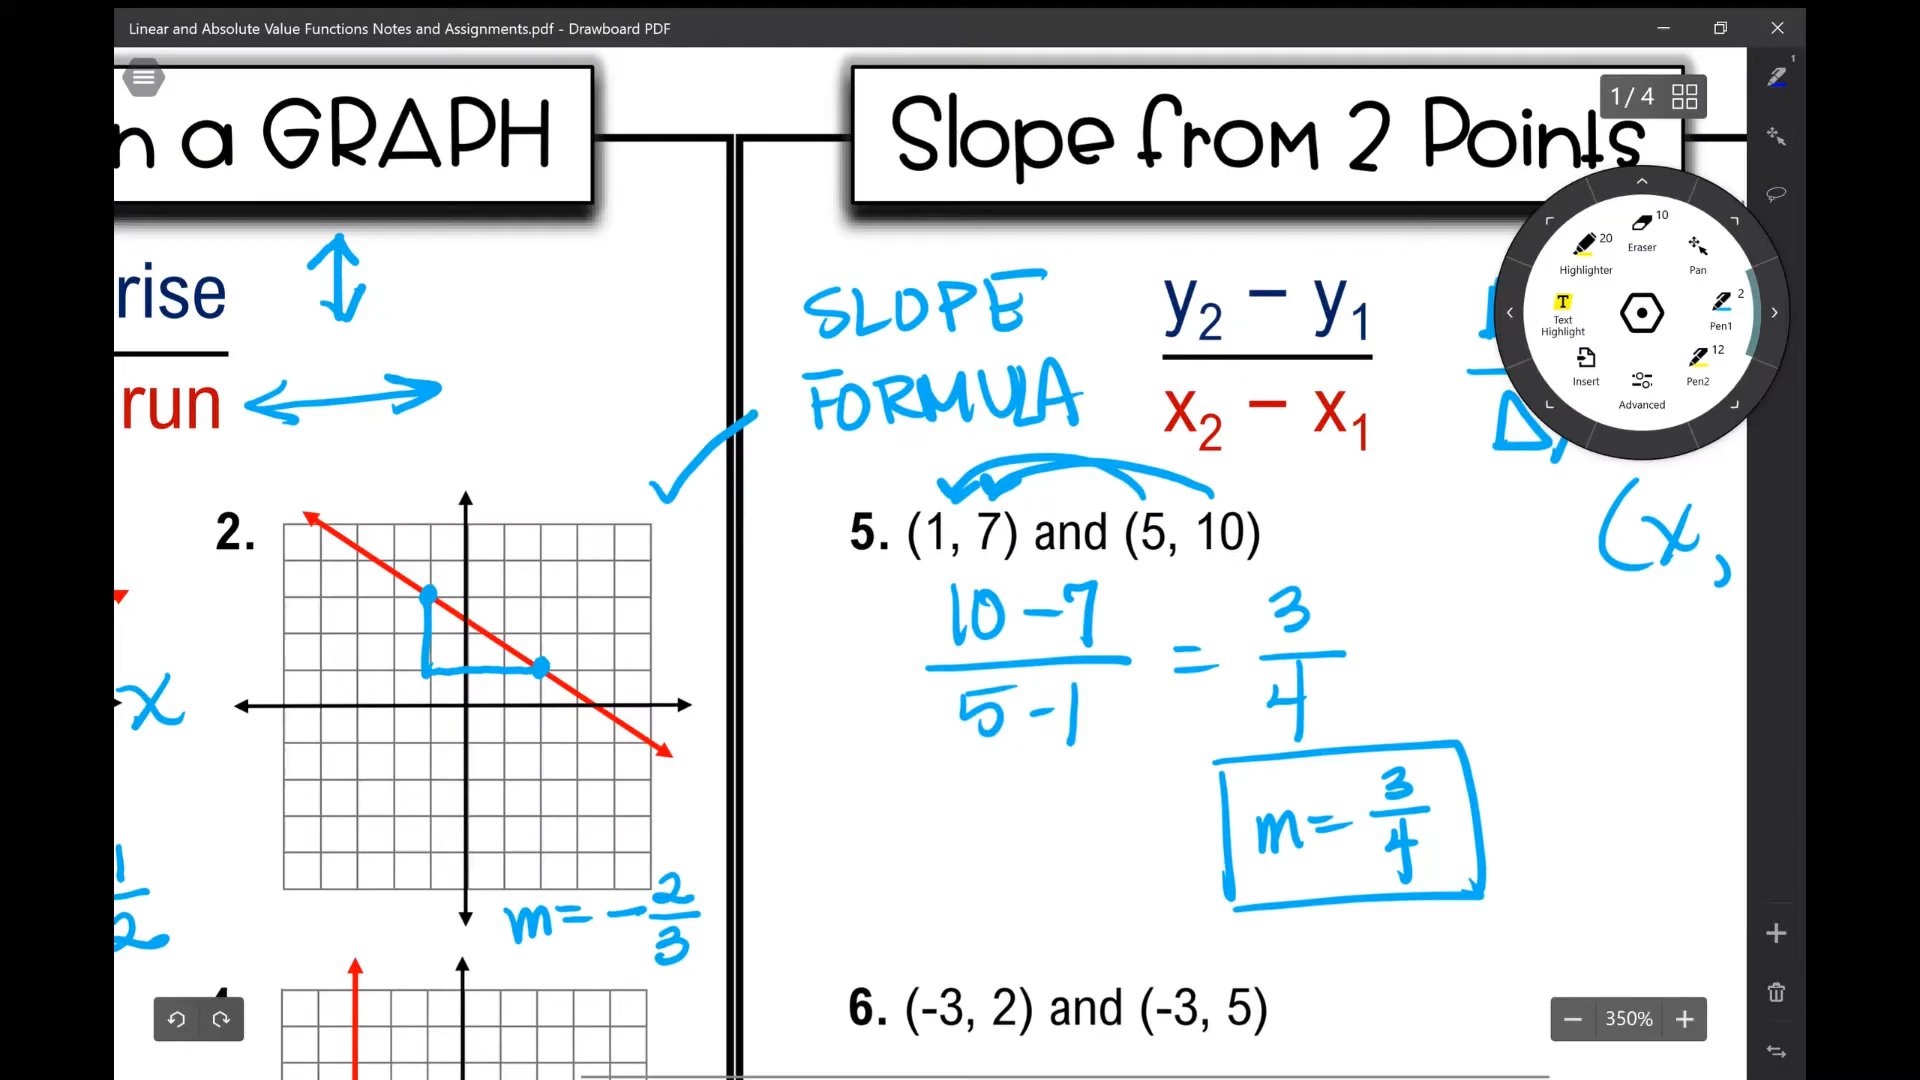 Linear and Absolute Value Functions Notes and Assignments.pdf - Drawboard PDF
n a GRAPH
Slope from 2 Points
1 / 4
1
rise
run
SLOPE
FORMULA
y₂ − y₁
x₂ − x₁
Δ
(x,
10
Eraser
20
Highlighter
Pan
T
Text
Highlight
2
Pen1
Insert
12
Pen2
Advanced
2.
x
1
2
m = - 2/3
5. (1, 7) and (5, 10)
10 - 7
5 - 1
=
3
4
m = 3/4
6. (-3, 2) and (-3, 5)
350%